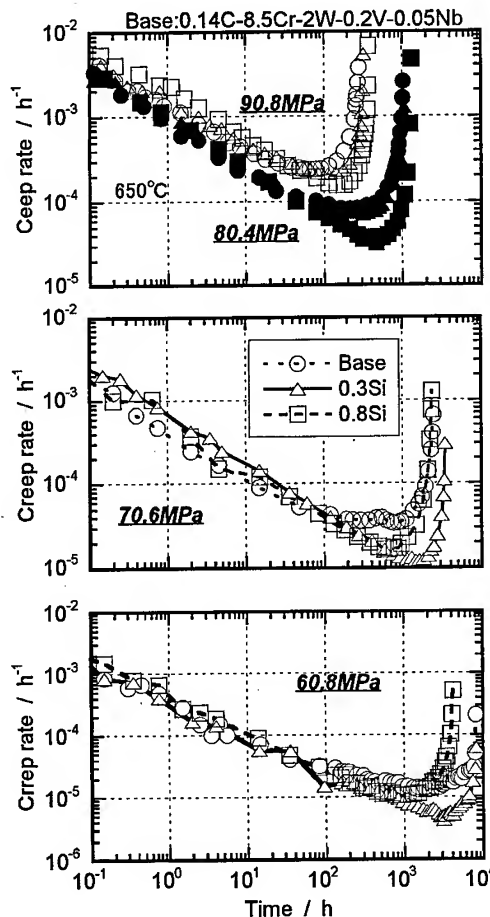 Base:0.14C-8.5Cr-2W-0.2V-0.05Nb
10⁻²
10⁻³
10⁻⁴
10⁻⁵
Ceep rate / h⁻¹
90.8MPa
650°C
80.4MPa
10⁻²
10⁻³
10⁻⁴
10⁻⁵
Creep rate / h⁻¹
Base
0.3Si
0.8Si
70.6MPa
10⁻²
10⁻³
10⁻⁴
10⁻⁵
10⁻⁶
Crrep rate / h⁻¹
60.8MPa
10⁻¹ 10⁰ 10¹ 10² 10³ 10⁴
Time / h